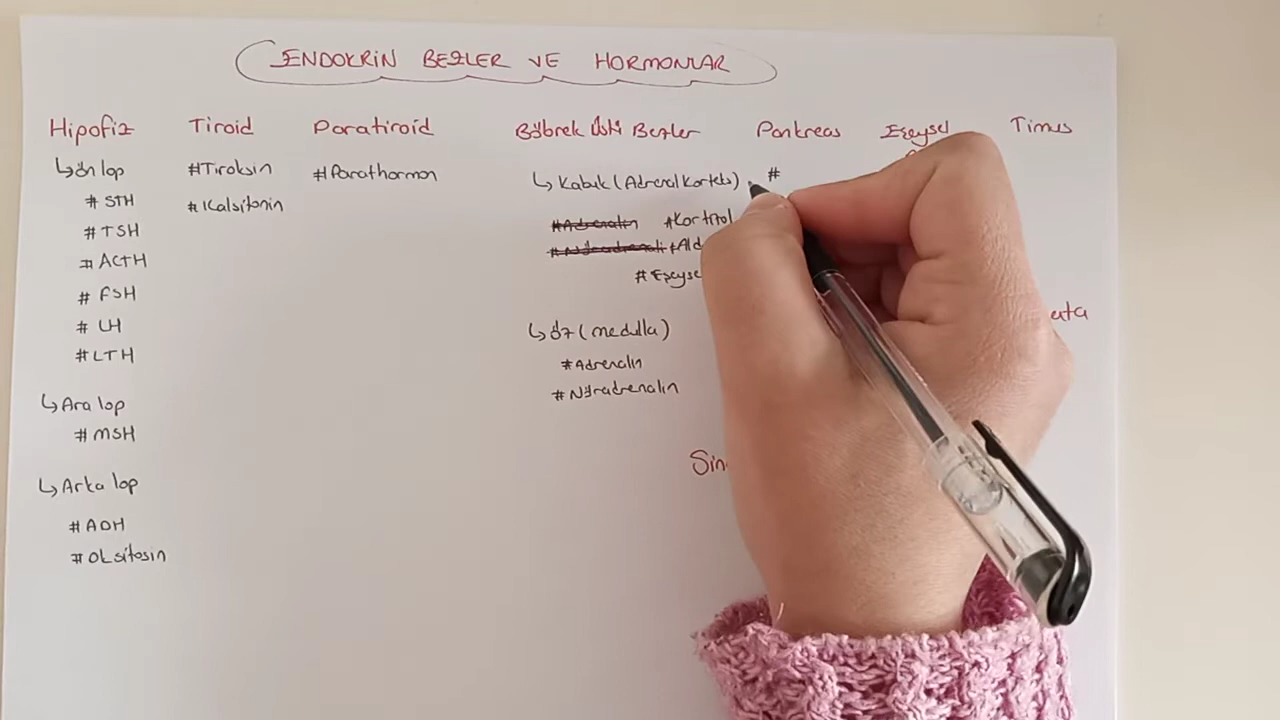 ENDOKRİN BEZLER VE HORMONLAR
Hipofiz
↳ön lop
#STH
#TSH
#ACTH
#FSH
#LH
#LTH
↳Ara lop
#MSH
↳Arka lop
#ADH
#Oksitosin
Tiroid
#Tiroksin
#Kalsitonin
Paratiroid
#Parathormon
Böbrek Üstü Bezler
↳Kabuk (Adrenal Korteks)
#Adrenalin #Kortizol
#Noradrenalin
↳öz (medulla)
#Adrenalin
#Noradrenalin
Pankreas
#
Eşeysel
Timus